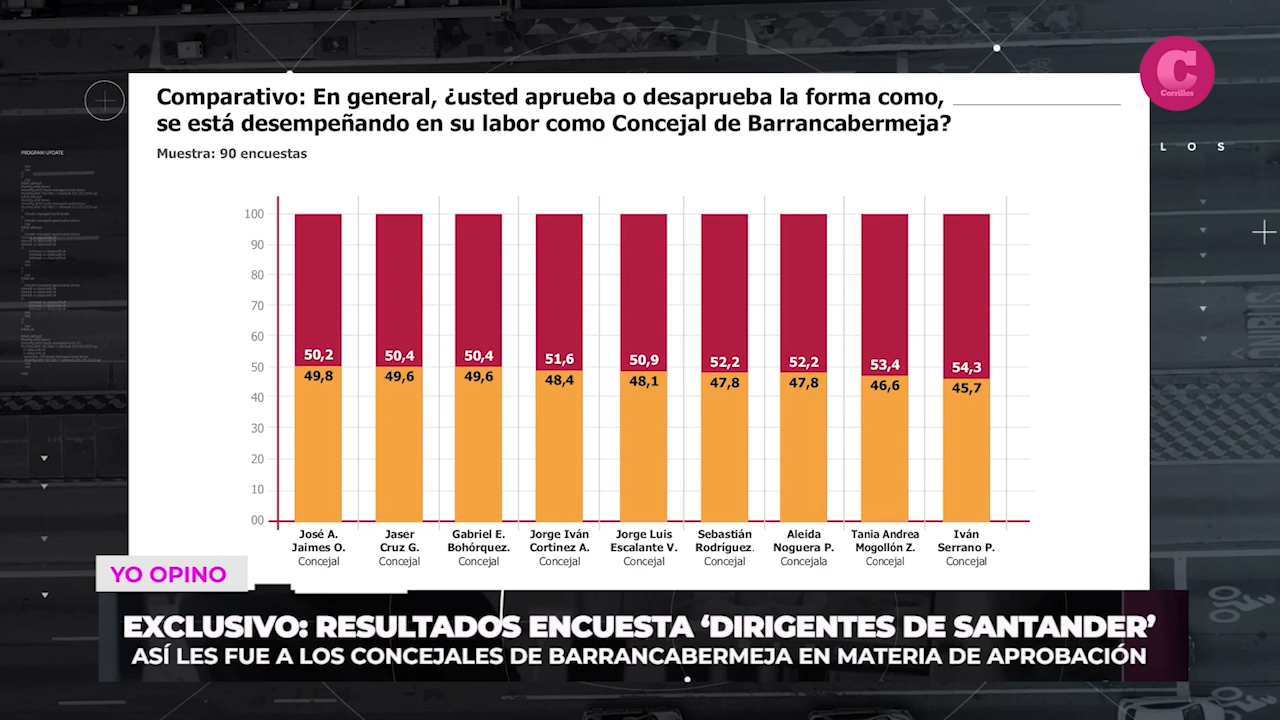 Comparativo: En general, ¿usted aprueba o desaprueba la forma como,
se está desempeñando en su labor como Concejal de Barrancabermeja?
Muestra: 90 encuestas
C
Corrillos
LOS
PROGRAM UPDATE
100
90
80
70
60
50
40
30
20
10
00
50,2 50,4 50,4 51,6 50,9 52,2 52,2 53,4 54,3
49,8 49,6 49,6 48,4 48,1 47,8 47,8 46,6 45,7
José A. Jaser Gabriel E. Jorge Iván Jorge Luis Sebastián Aleida Tania Andrea Iván
Jaimes O. Cruz G. Bohórquez. Cortinez A. Escalante V. Rodríguez. Noguera P. Mogollón Z. Serrano P.
Concejal Concejal Concejal Concejal Concejal Concejal Concejala Concejal Concejal
YO OPINO
EXCLUSIVO: RESULTADOS ENCUESTA ‘DIRIGENTES DE SANTANDER’
ASÍ LES FUE A LOS CONCEJALES DE BARRANCABERMEJA EN MATERIA DE APROBACIÓN